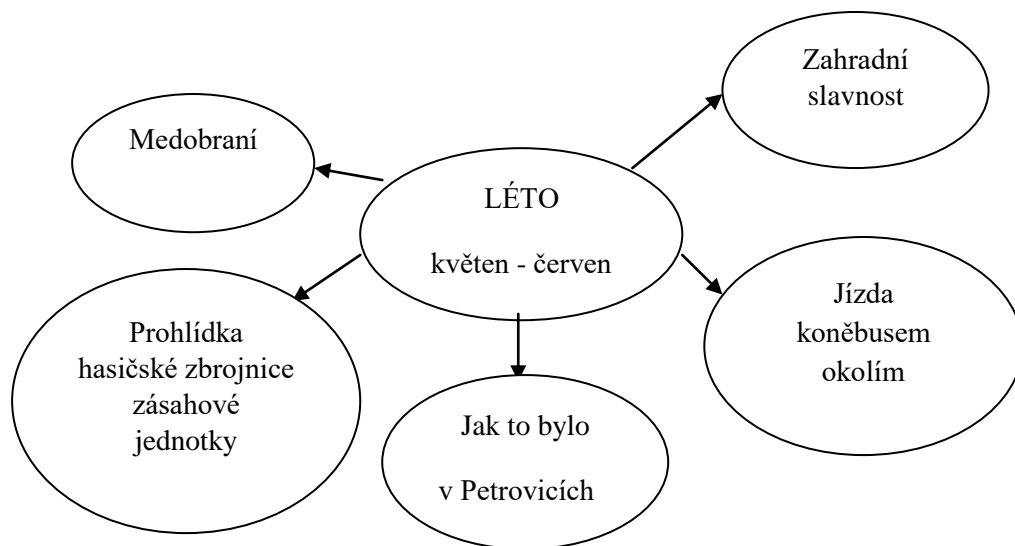 Zahradní
slavnost
Medobraní
LÉTO
květen - červen
Jízda
koněbusem
okolím
Prohlídka
hasičské zbrojnice
zásahové
jednotky
Jak to bylo
v Petrovicích